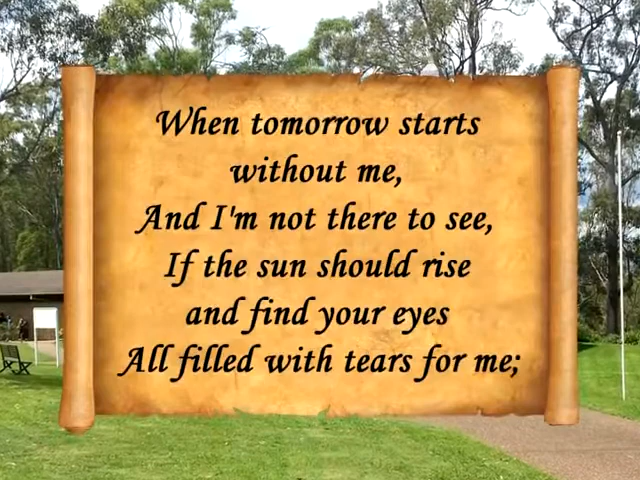 When tomorrow starts
without me,
And I'm not there to see,
If the sun should rise
and find your eyes
All filled with tears for me;